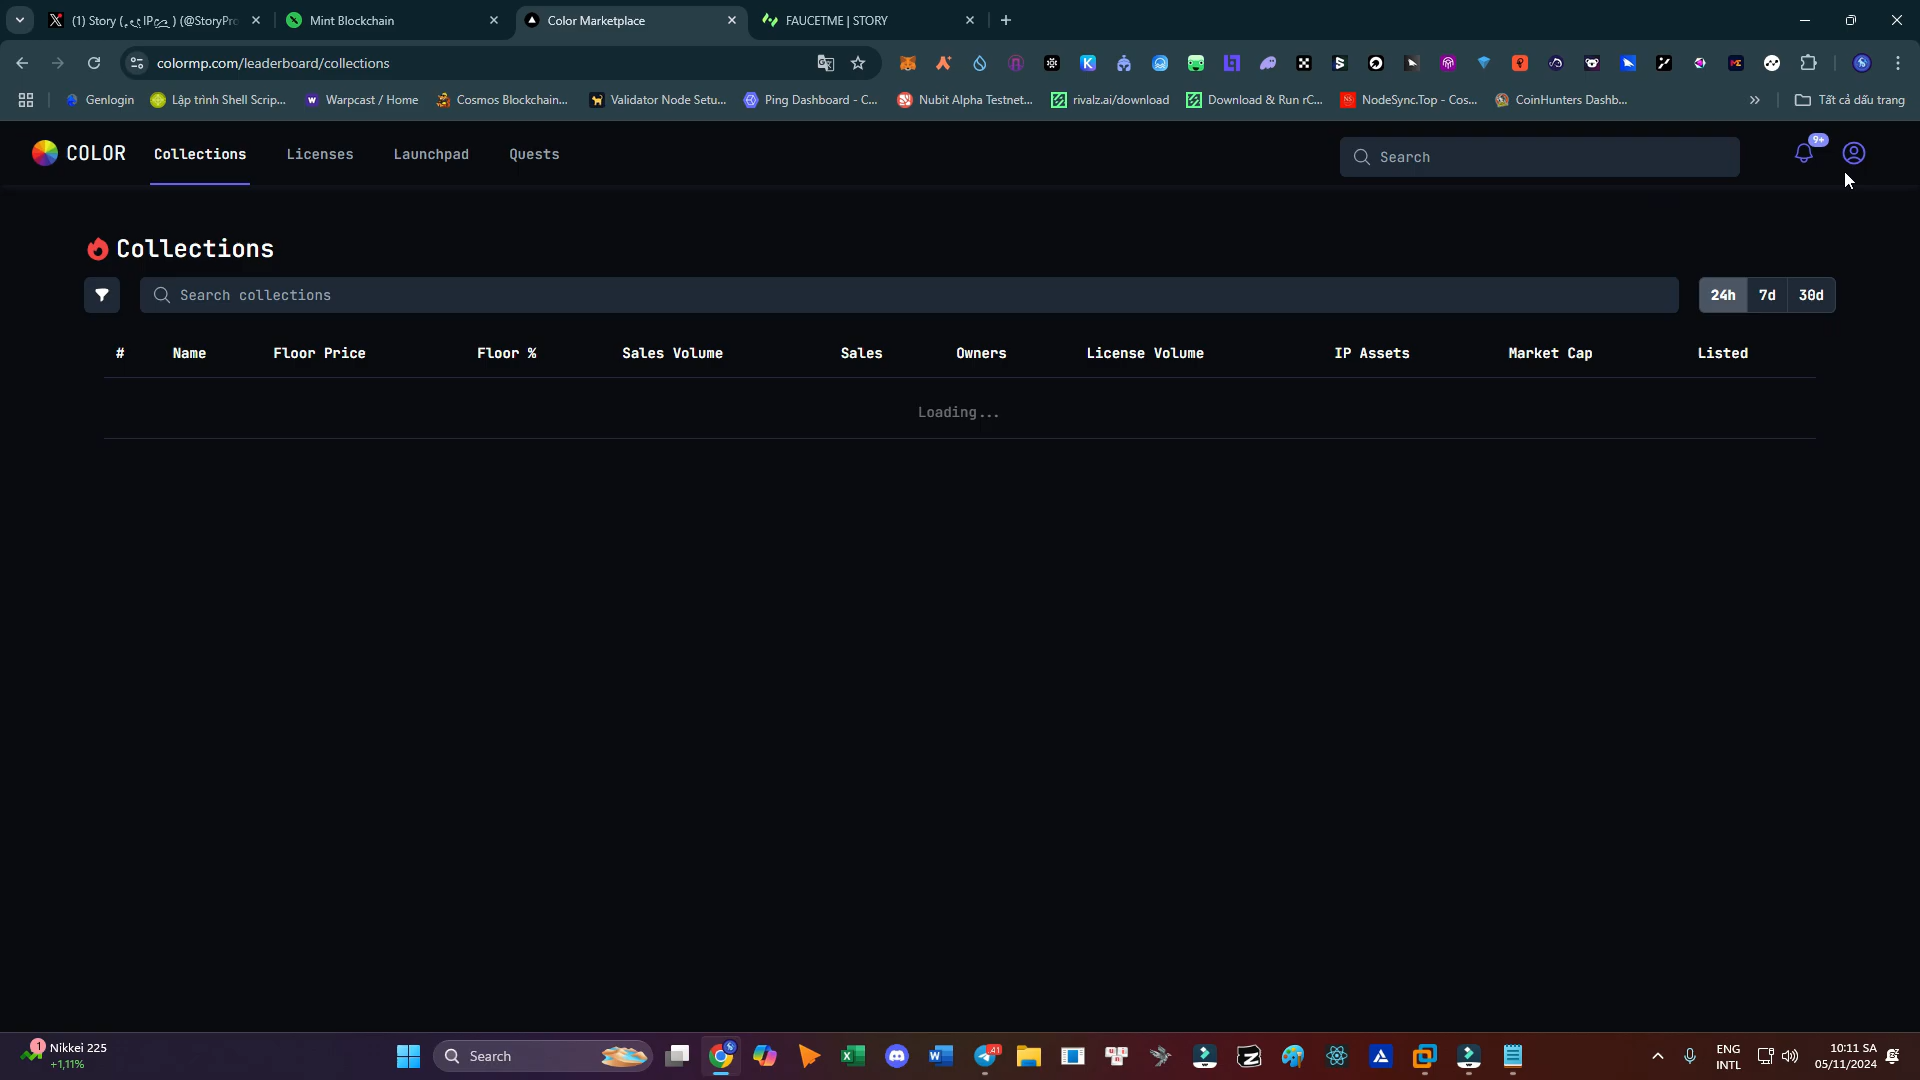 (1) Story ( IP ) (@StoryPro
Mint Blockchain
Color Marketplace
FAUCETME | STORY
colormp.com/leaderboard/collections
Genlogin
Lập trình Shell Scrip...
Warpcast / Home
Cosmos Blockchain...
Validator Node Setu...
Ping Dashboard - C...
Nubit Alpha Testnet...
rivalz.ai/download
Download & Run rC...
NodeSync.Top - Cos...
CoinHunters Dashb...
Tất cả dấu trang
COLOR
Collections
Licenses
Launchpad
Quests
Search
9+
Collections
Search collections
24h 7d 30d
# Name Floor Price Floor % Sales Volume Sales Owners License Volume IP Assets Market Cap Listed
Loading...
1
Nikkei 225
+1,11%
Search
41
ENG
INTL
10:11 SA
05/11/2024